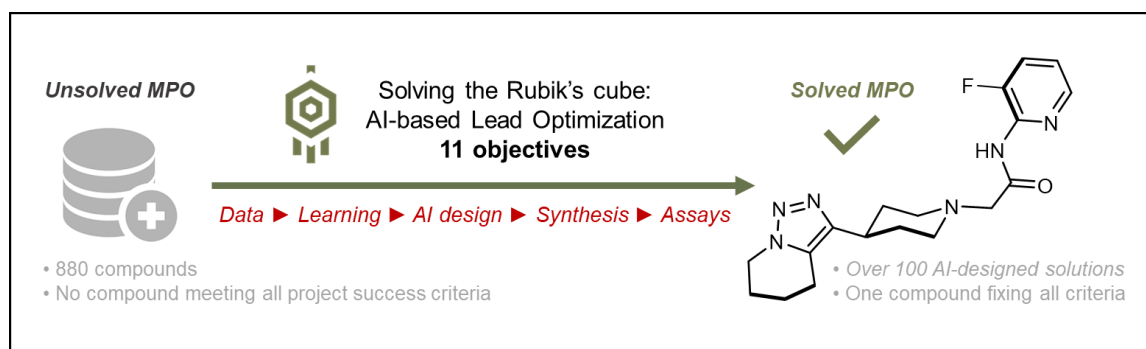 Unsolved MPO
Solving the Rubik's cube:
AI-based Lead Optimization
11 objectives
Data ► Learning ► AI design ► Synthesis ► Assays
• 880 compounds
• No compound meeting all project success criteria
Solved MPO
F
N
HN
O
N
N N N
N
• Over 100 AI-designed solutions
• One compound fixing all criteria